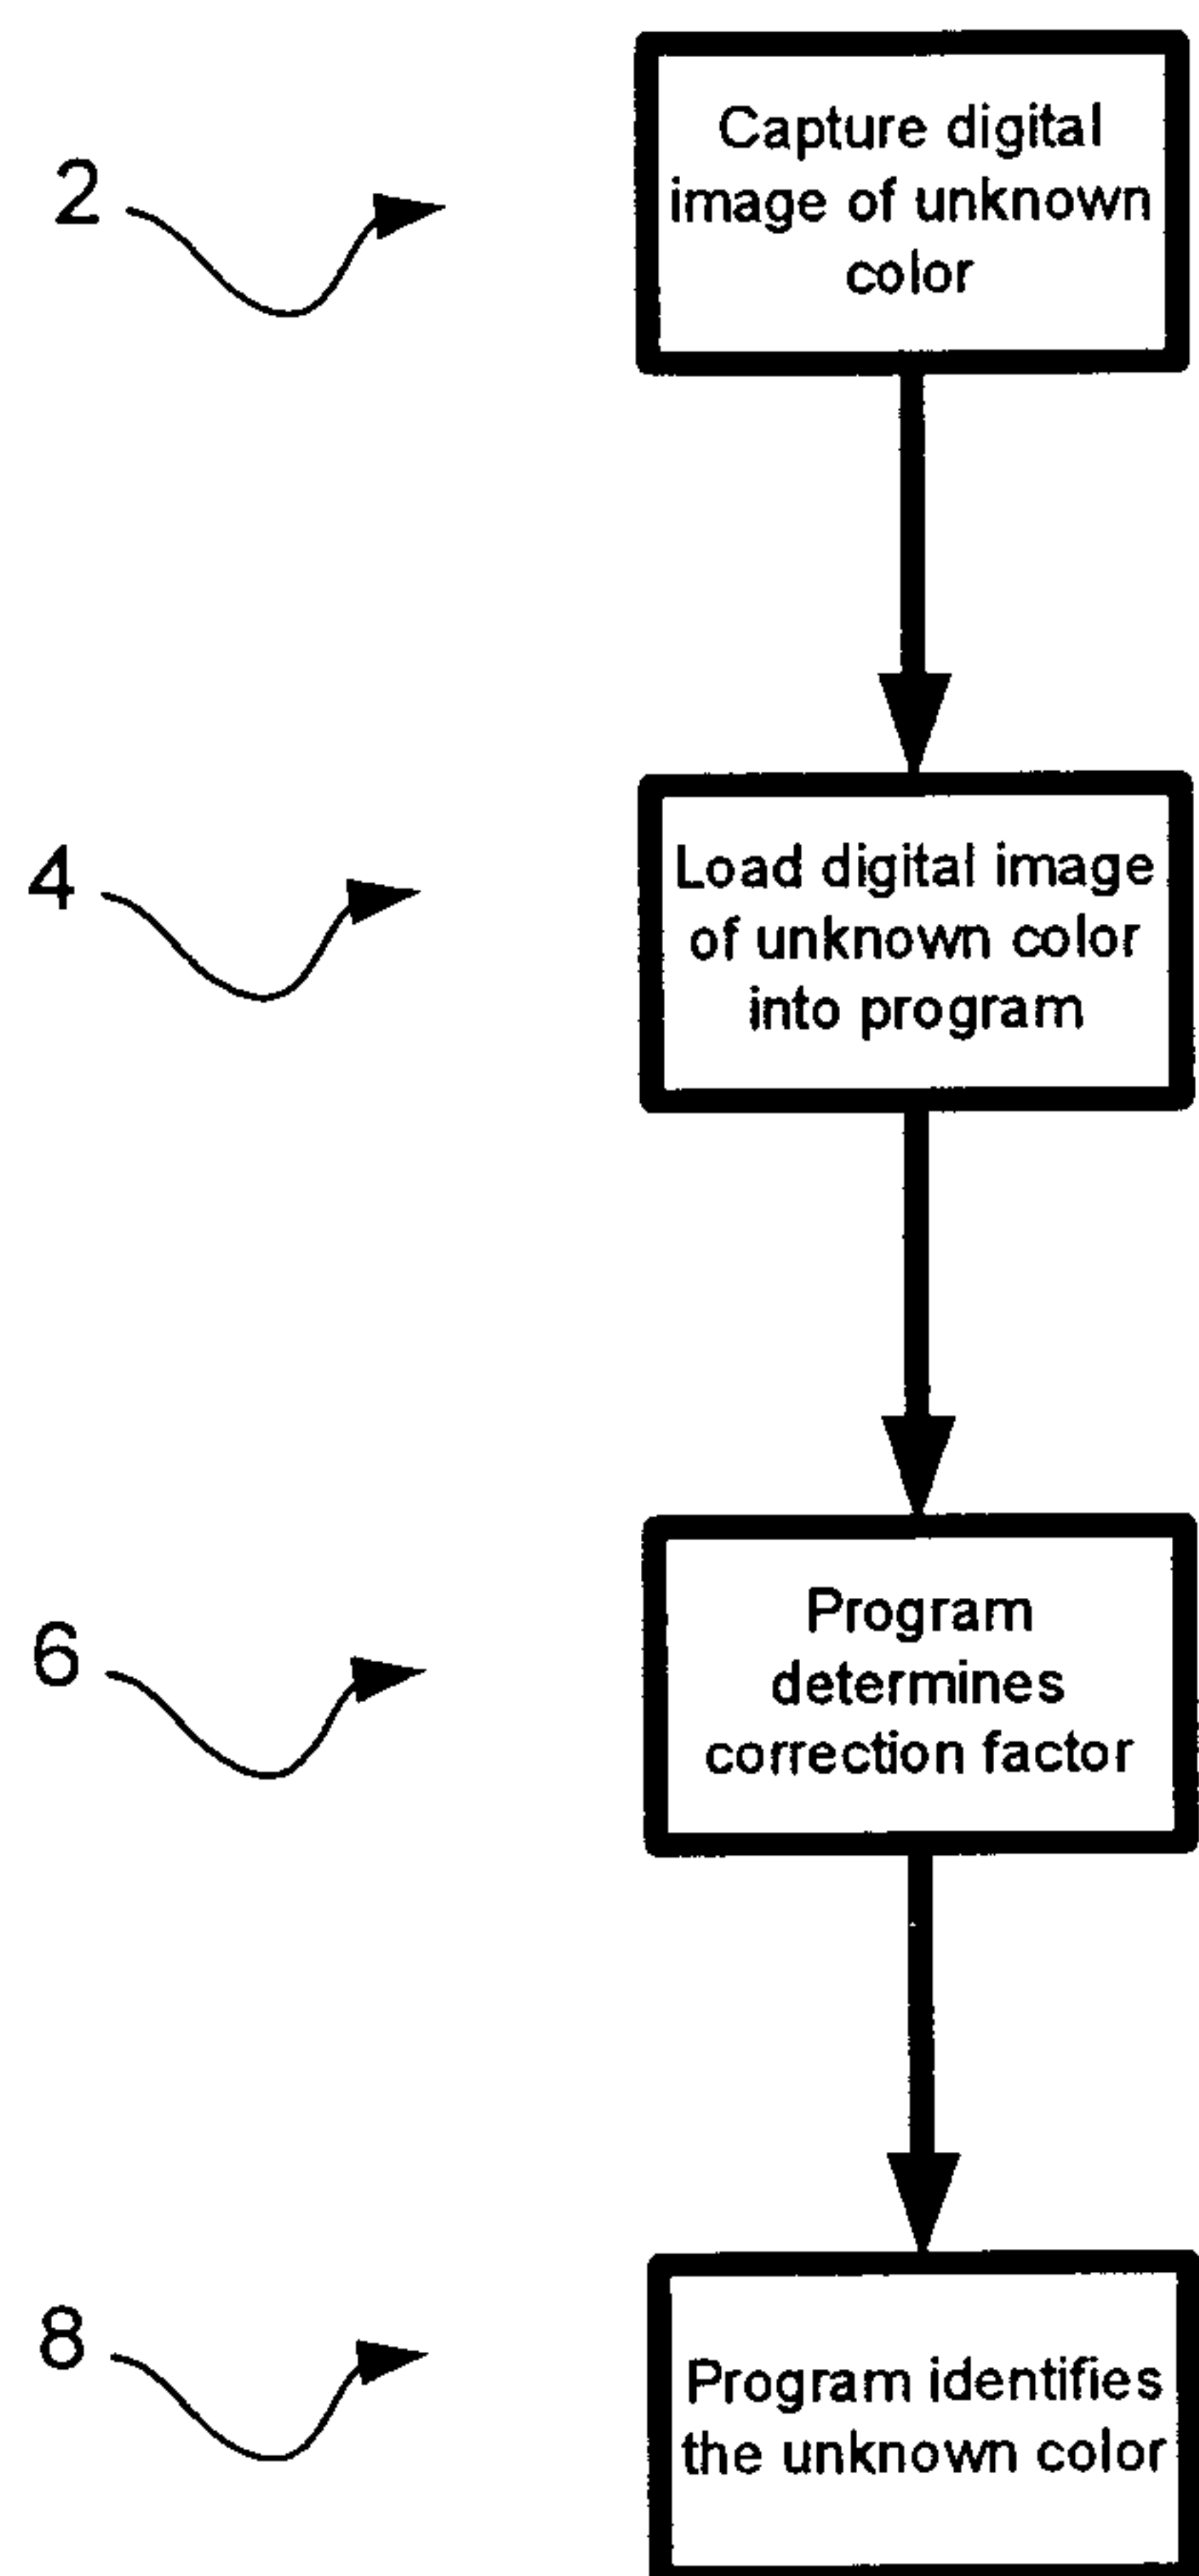 2
Capture digital
image of unknown
color
4
Load digital image
of unknown color
into program
6
Program
determines
correction factor
8
Program identifies
the unknown color